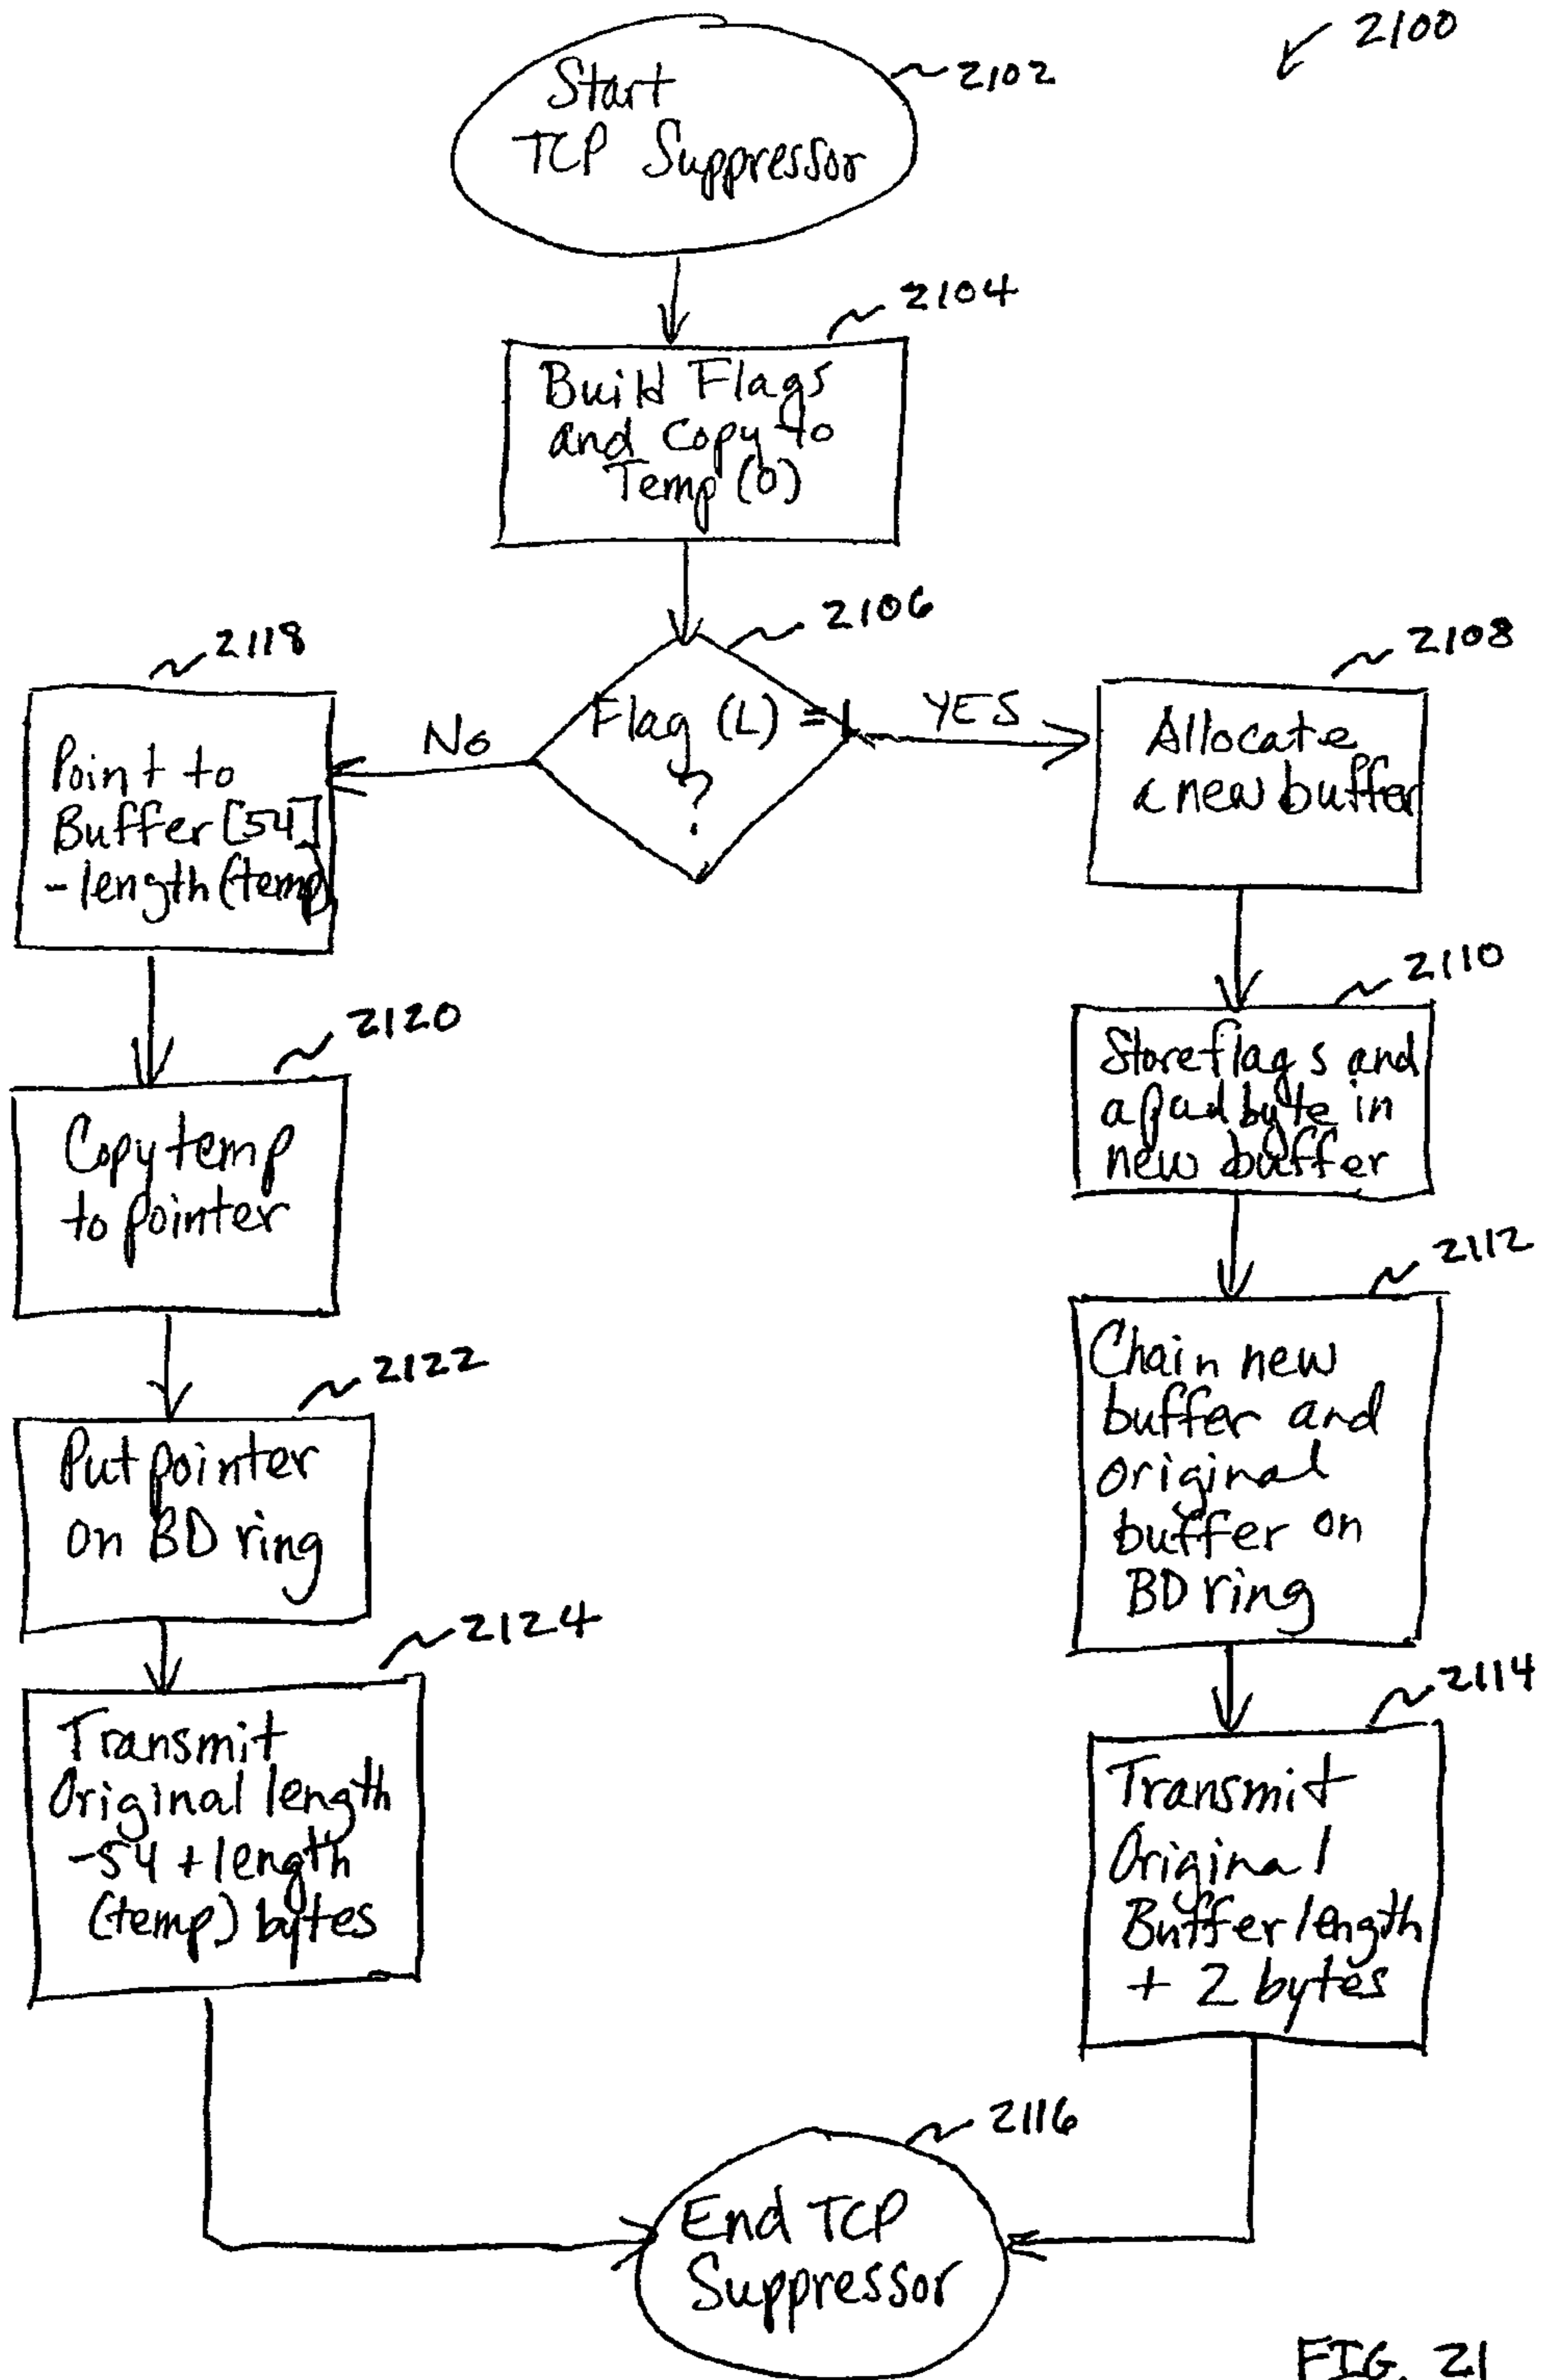 2100
2102
Start
TCP Suppressor
2104
Build Flags
and Copy to
Temp (0)
2106
Flag (L) = 1
?
YES
No
2108
Allocate
a new buffer
2110
Store flags and
a pad byte in
new buffer
2112
Chain new
buffer and
original
buffer on
BD ring
2114
Transmit
Original
Buffer length
+ 2 bytes
2118
Point to
Buffer [54]
- length (temp)
2120
Copy temp
to pointer
2122
Put pointer
on BD ring
2124
Transmit
Original length
-54 + length
(temp) bytes
2116
End TCP
Suppressor
FIG. 21